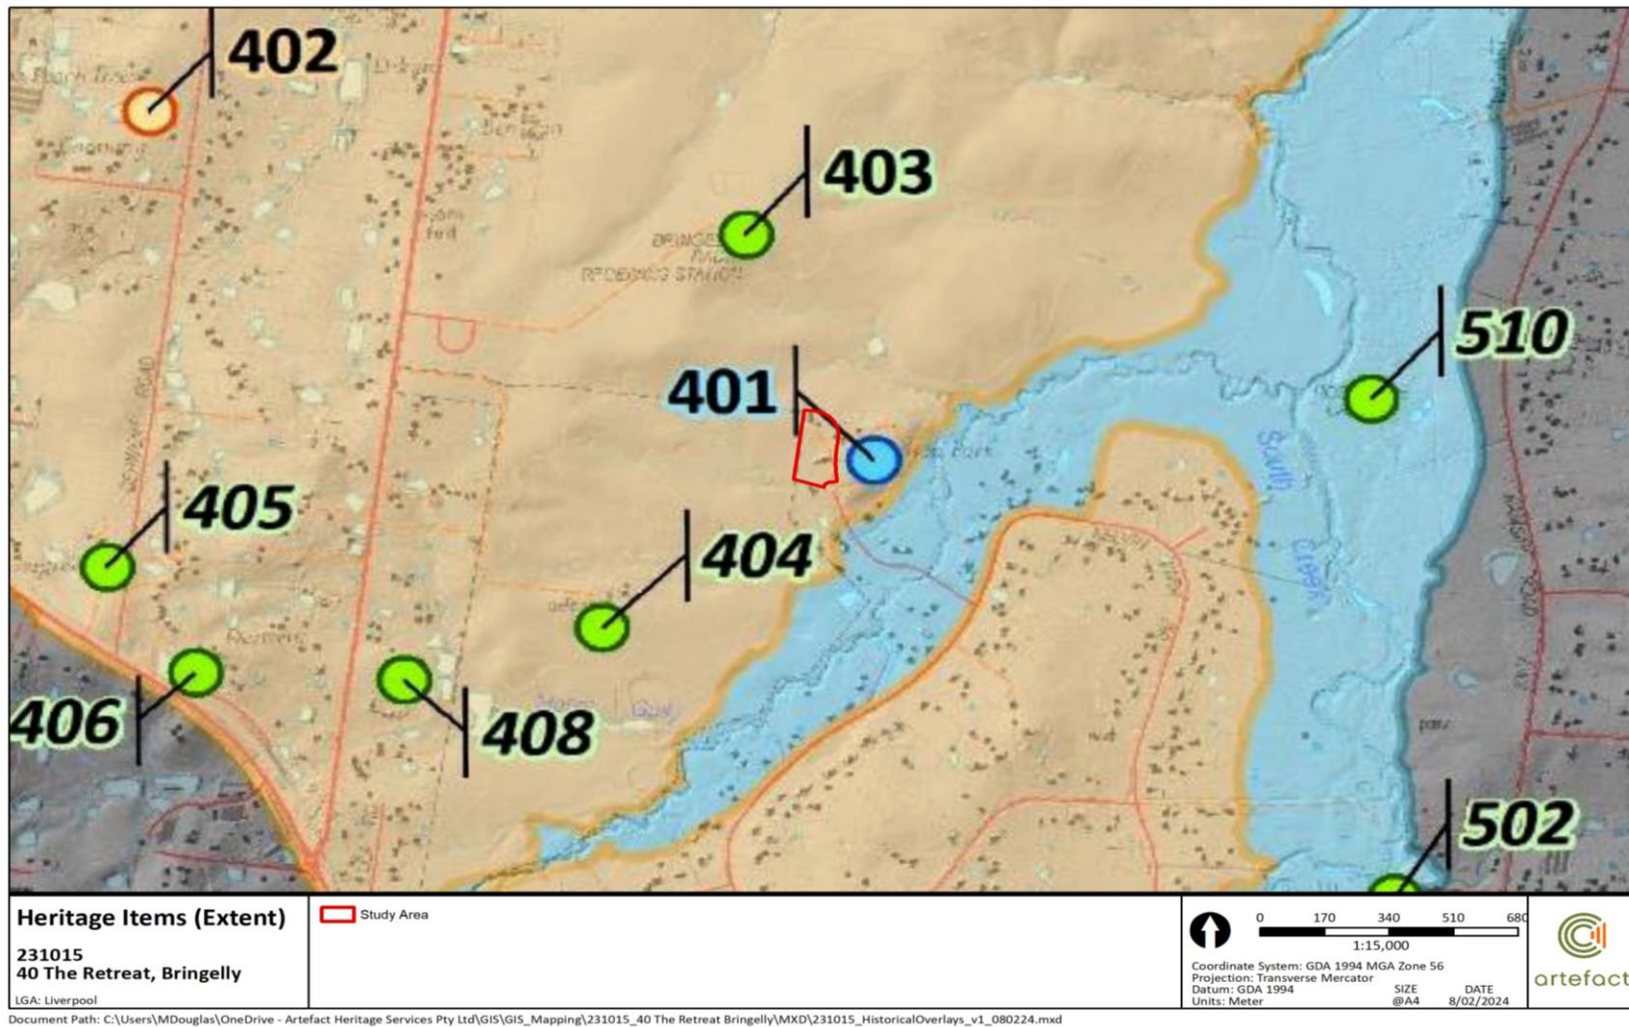 402
403
BRINGELLY
RECEIVING STATION
510
401
South
Creek
405
404
406
408
502
Heritage Items (Extent)
231015
40 The Retreat, Bringelly
LGA: Liverpool
Study Area
0 170 340 510 680
1:15,000
Coordinate System: GDA 1994 MGA Zone 56
Projection: Transverse Mercator
Datum: GDA 1994
Units: Meter
SIZE
@A4
DATE
8/02/2024
artefact
Document Path: C:\Users\MDouglas\OneDrive - Artefact Heritage Services Pty Ltd\GIS\GIS_Mapping\231015_40 The Retreat Bringelly\MXD\231015_HistoricalOverlays_v1_080224.mxd